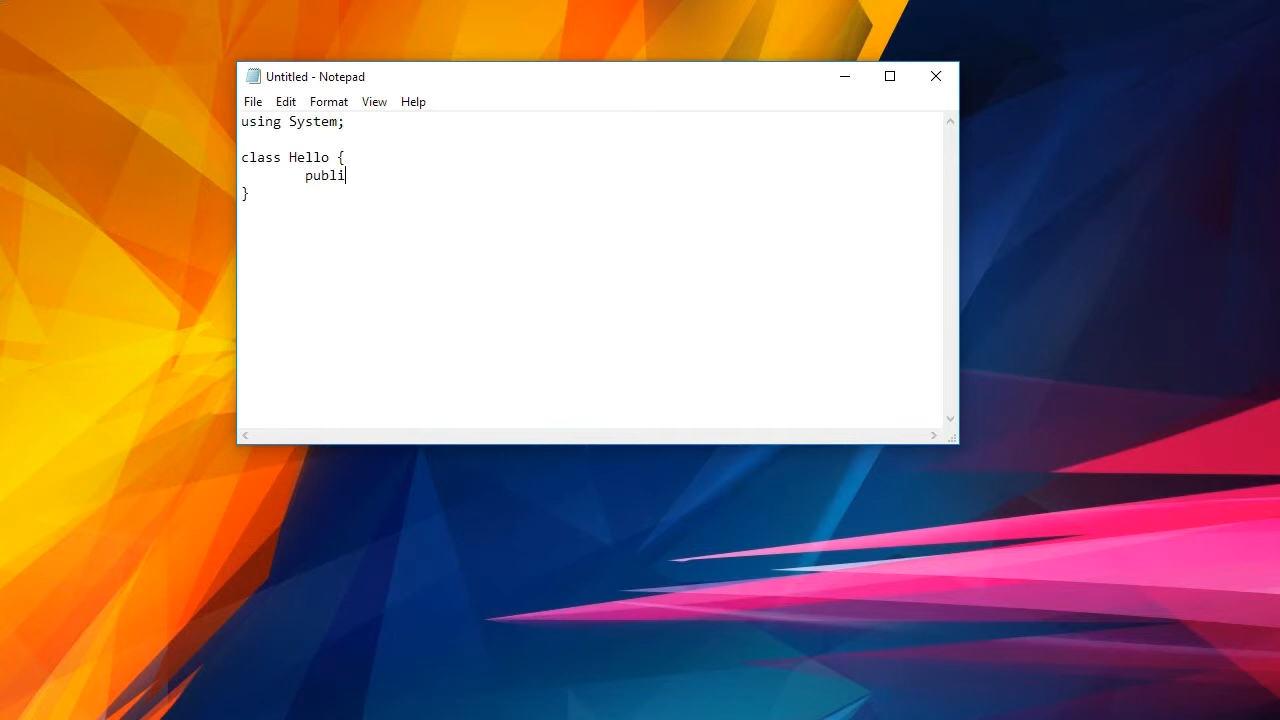 Untitled - Notepad
File Edit Format View Help
using System;
class Hello {
publi
}